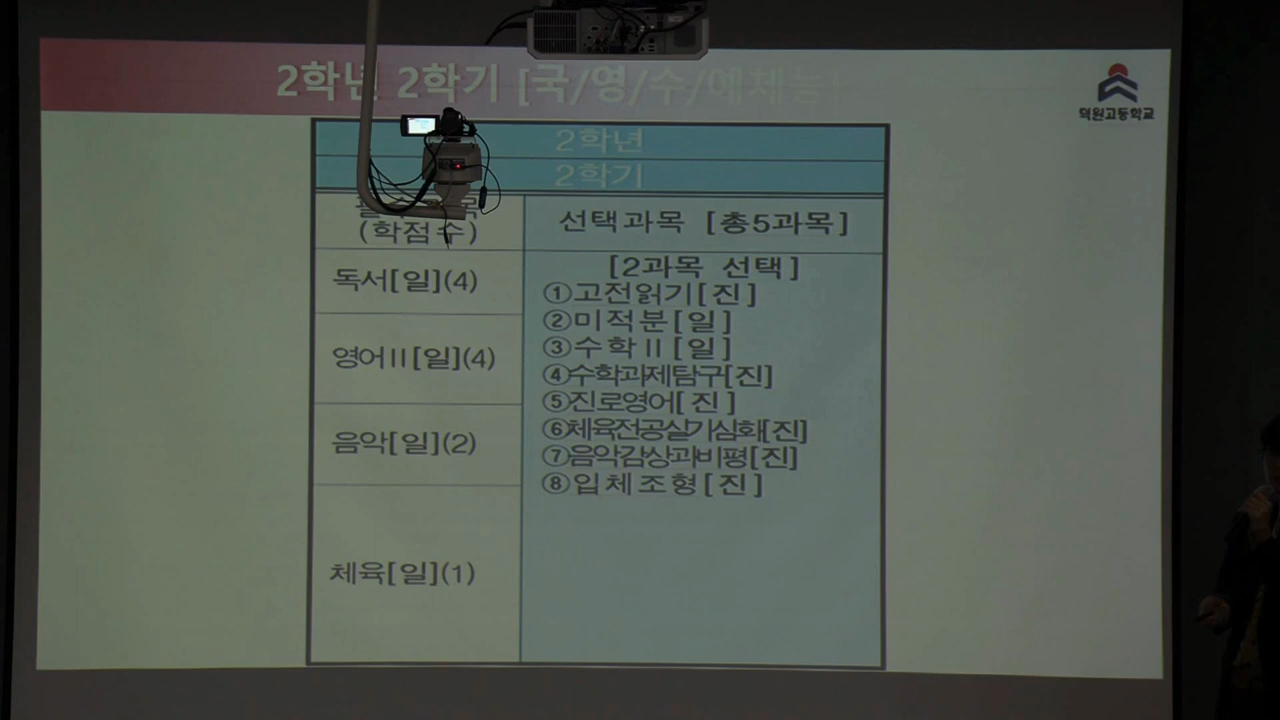 2학년 2학기 [국/영/수/예체능]
덕원고등학교
2학년
2학기
(학점수)
선택과목 [총5과목]
독서[일](4)
영어II[일](4)
음악[일](2)
체육[일](1)
[2과목 선택]
①고전읽기[진]
②미적분[일]
③수학II[일]
④수학과제탐구[진]
⑤진로영어[진]
⑥체육전공실기심화[진]
⑦음악감상과비평[진]
⑧입체조형[진]